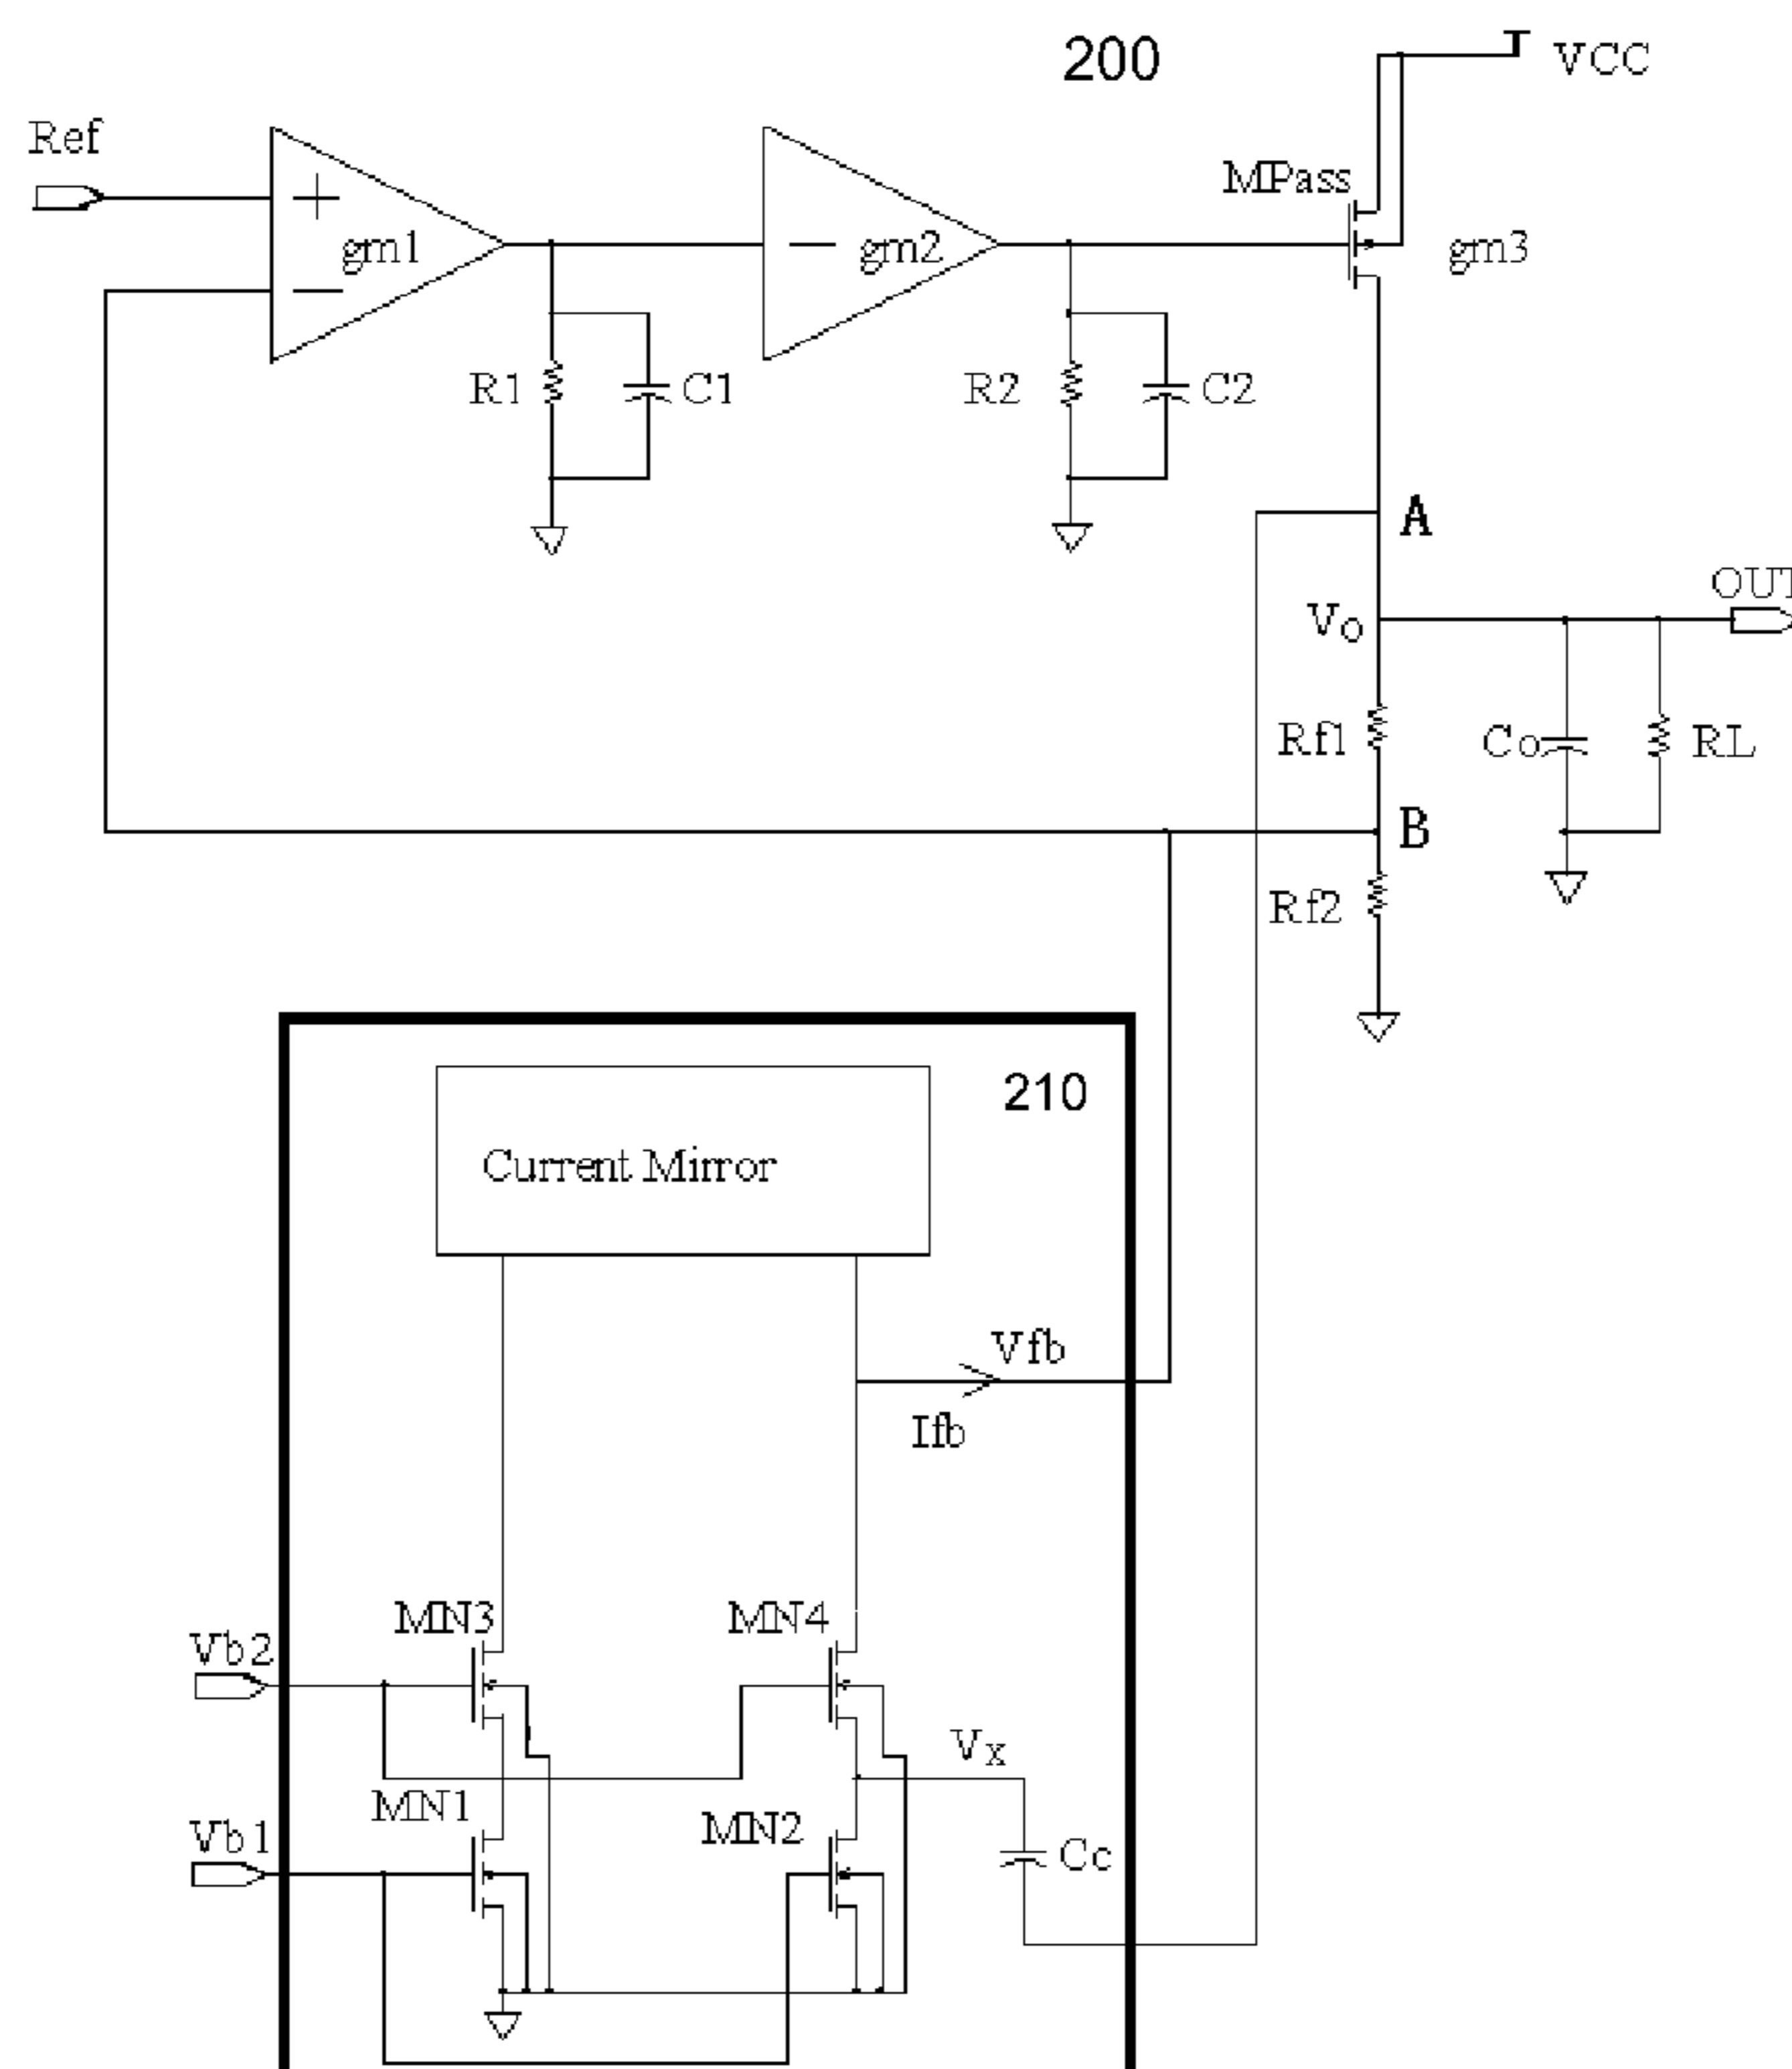 200
VCC
Ref
MPass
+
gm1
gm2
gm3
R1
C1
R2
C2
A
OUT
Vo
Rf1
Co
RL
B
Rf2
210
Current Mirror
Vfb
Ifb
MN3
MN4
Vb2
Vx
MN1
MN2
Vb1
Cc